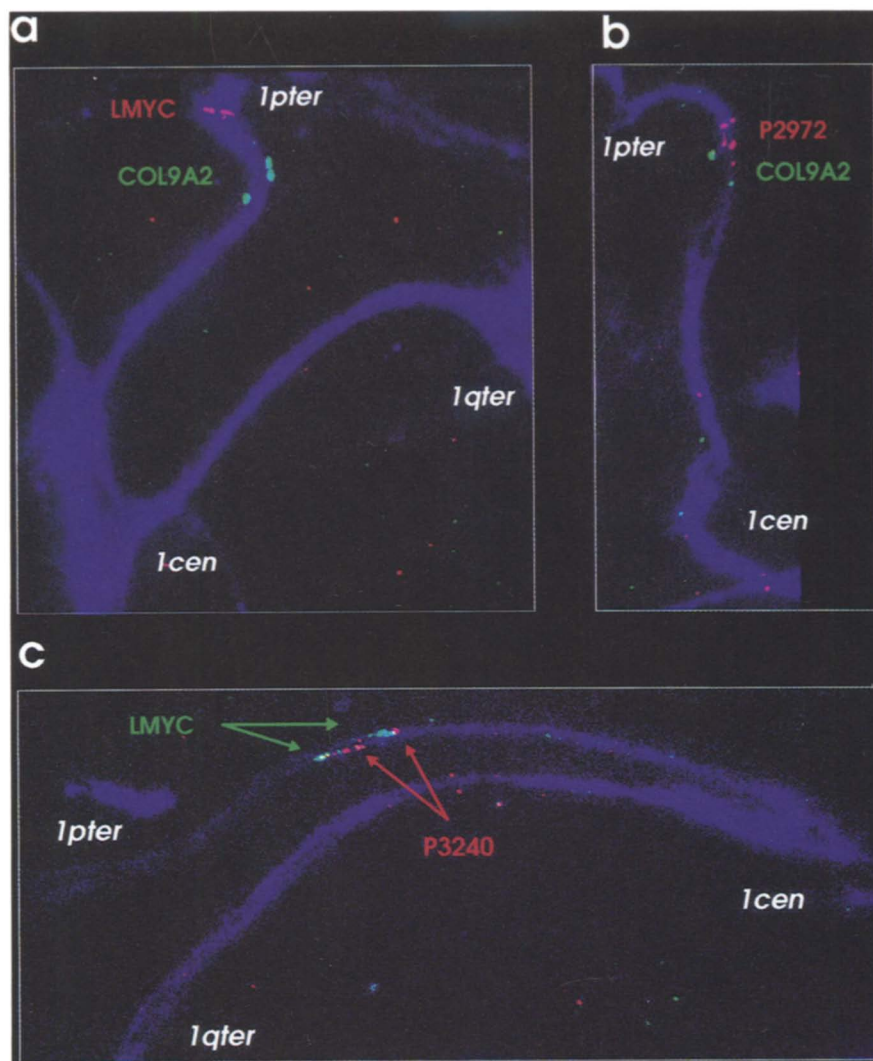 a
1pter
LMYC
COL9A2
1qter
1cen
b
P2972
1pter
COL9A2
1cen
c
LMYC
1pter
P3240
1cen
1qter